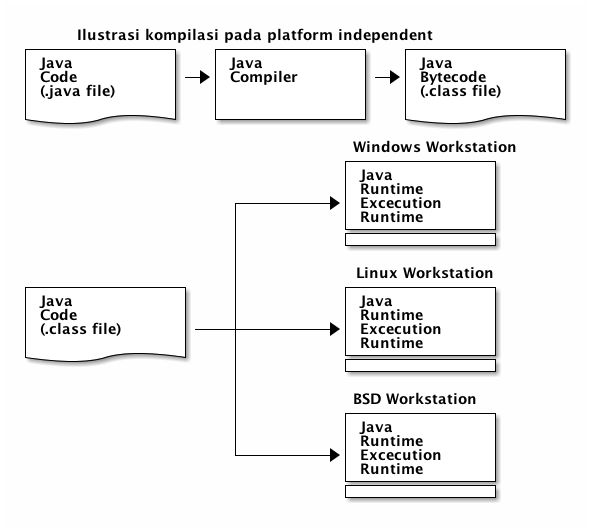 Ilustrasi kompilasi pada platform independent
Java
Code
(.java file)
Java
Compiler
Java
Bytecode
(.class file)
Windows Workstation
Java
Runtime
Excecution
Runtime
Linux Workstation
Java
Code
(.class file)
Java
Runtime
Excecution
Runtime
BSD Workstation
Java
Runtime
Excecution
Runtime